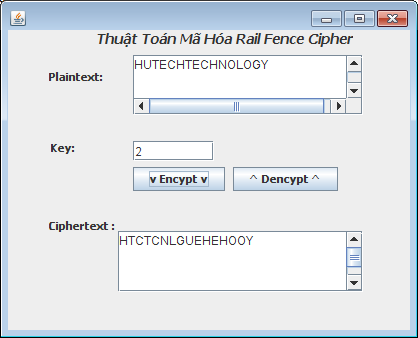 Thuật Toán Mã Hóa Rail Fence Cipher
Plaintext:
HUTECHTECHNOLOGY
Key:
2
v Encypt v
^ Dencypt ^
Ciphertext :
HTCTCNLGUEHEHOOY